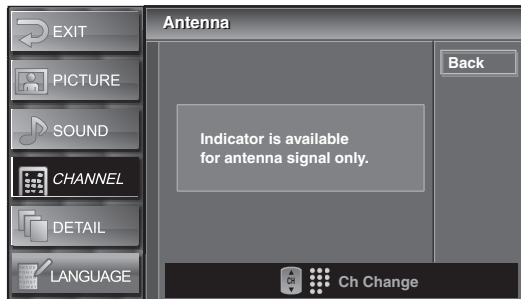 EXIT
PICTURE
SOUND
CHANNEL
DETAIL
LANGUAGE
Antenna
Back
Indicator is available
for antenna signal only.
CH
Ch Change